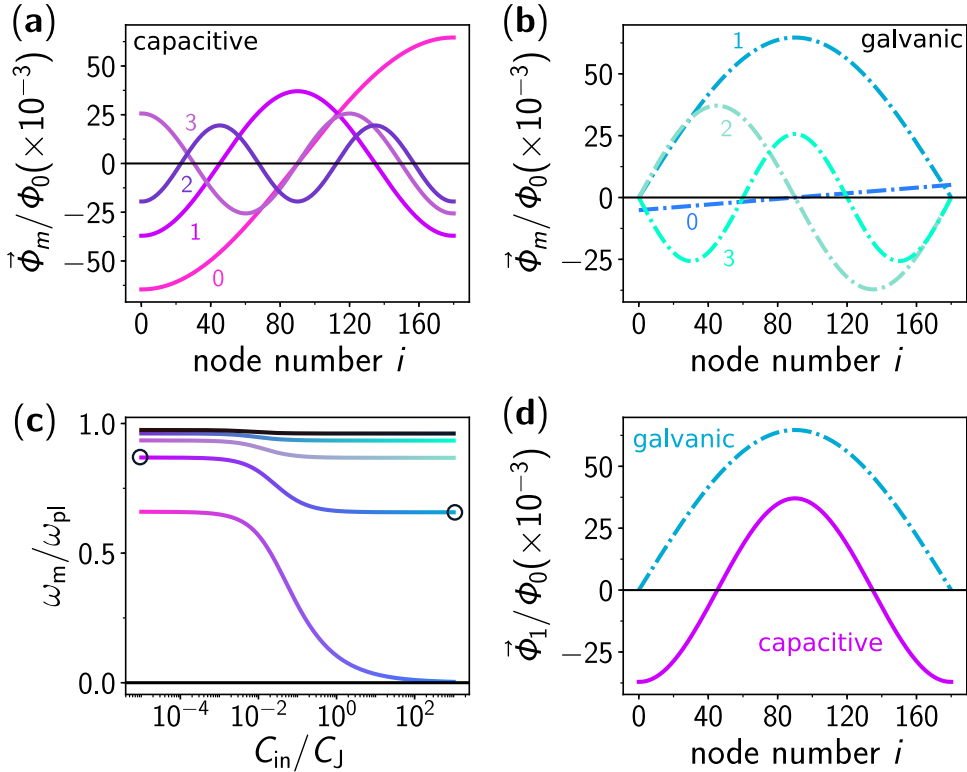 (a)
capacitive
50
25
0
−25
−50
3
2
1
0
0 40 80 120 160
node number i
ϕ⃗m/ϕ0(×10−3)
(b)
galvanic
50
25
0
−25
1
2
0
3
0 40 80 120 160
node number i
ϕ⃗m/ϕ0(×10−3)
(c)
1.0
0.5
0.0
10−4 10−2 100 102
Cin/CJ
ωm/ωpl
(d)
galvanic
capacitive
50
25
0
−25
0 40 80 120 160
node number i
ϕ⃗1/ϕ0(×10−3)